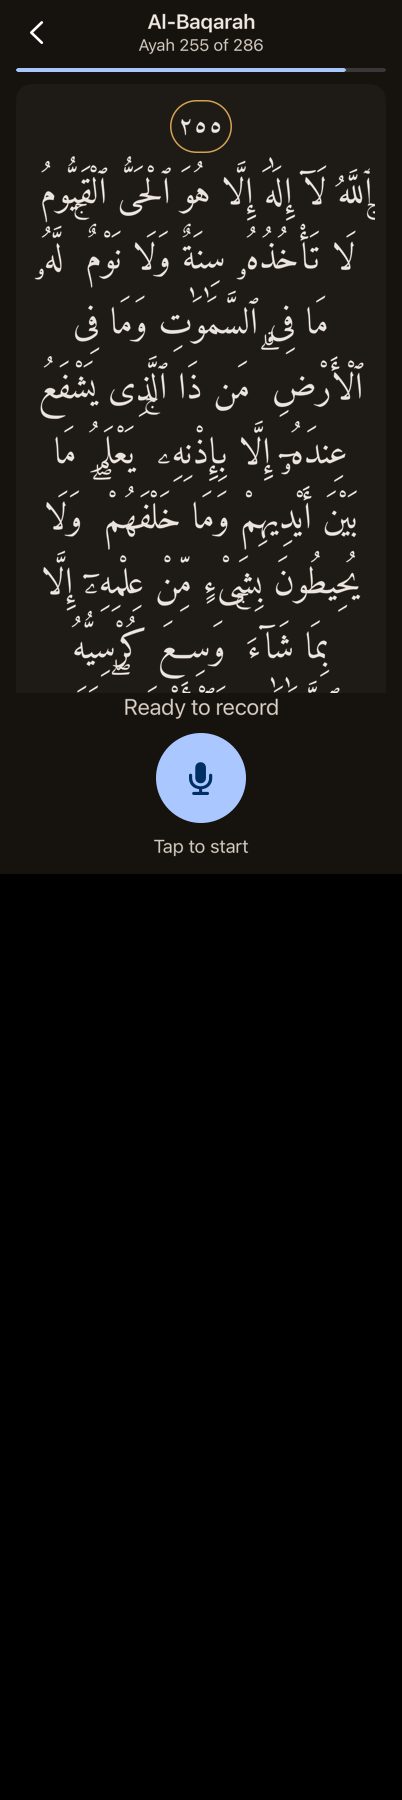 Al-Baqarah
Ayah 255 of 286
٢٥٥
ٱللَّهُ لَآ إِلَٰهَ إِلَّا هُوَ ٱلْحَىُّ ٱلْقَيُّومُ ۚ
لَا تَأْخُذُهُۥ سِنَةٌ وَلَا نَوْمٌ ۚ لَّهُۥ
مَا فِى ٱلسَّمَٰوَٰتِ وَمَا فِى
ٱلْأَرْضِ ۗ مَن ذَا ٱلَّذِى يَشْفَعُ
عِندَهُۥٓ إِلَّا بِإِذْنِهِۦ ۚ يَعْلَمُ مَا
بَيْنَ أَيْدِيهِمْ وَمَا خَلْفَهُمْ ۖ وَلَا
يُحِيطُونَ بِشَىْءٍ مِّنْ عِلْمِهِۦٓ إِلَّا
بِمَا شَآءَ ۚ وَسِعَ كُرْسِيُّهُ
Ready to record
Tap to start